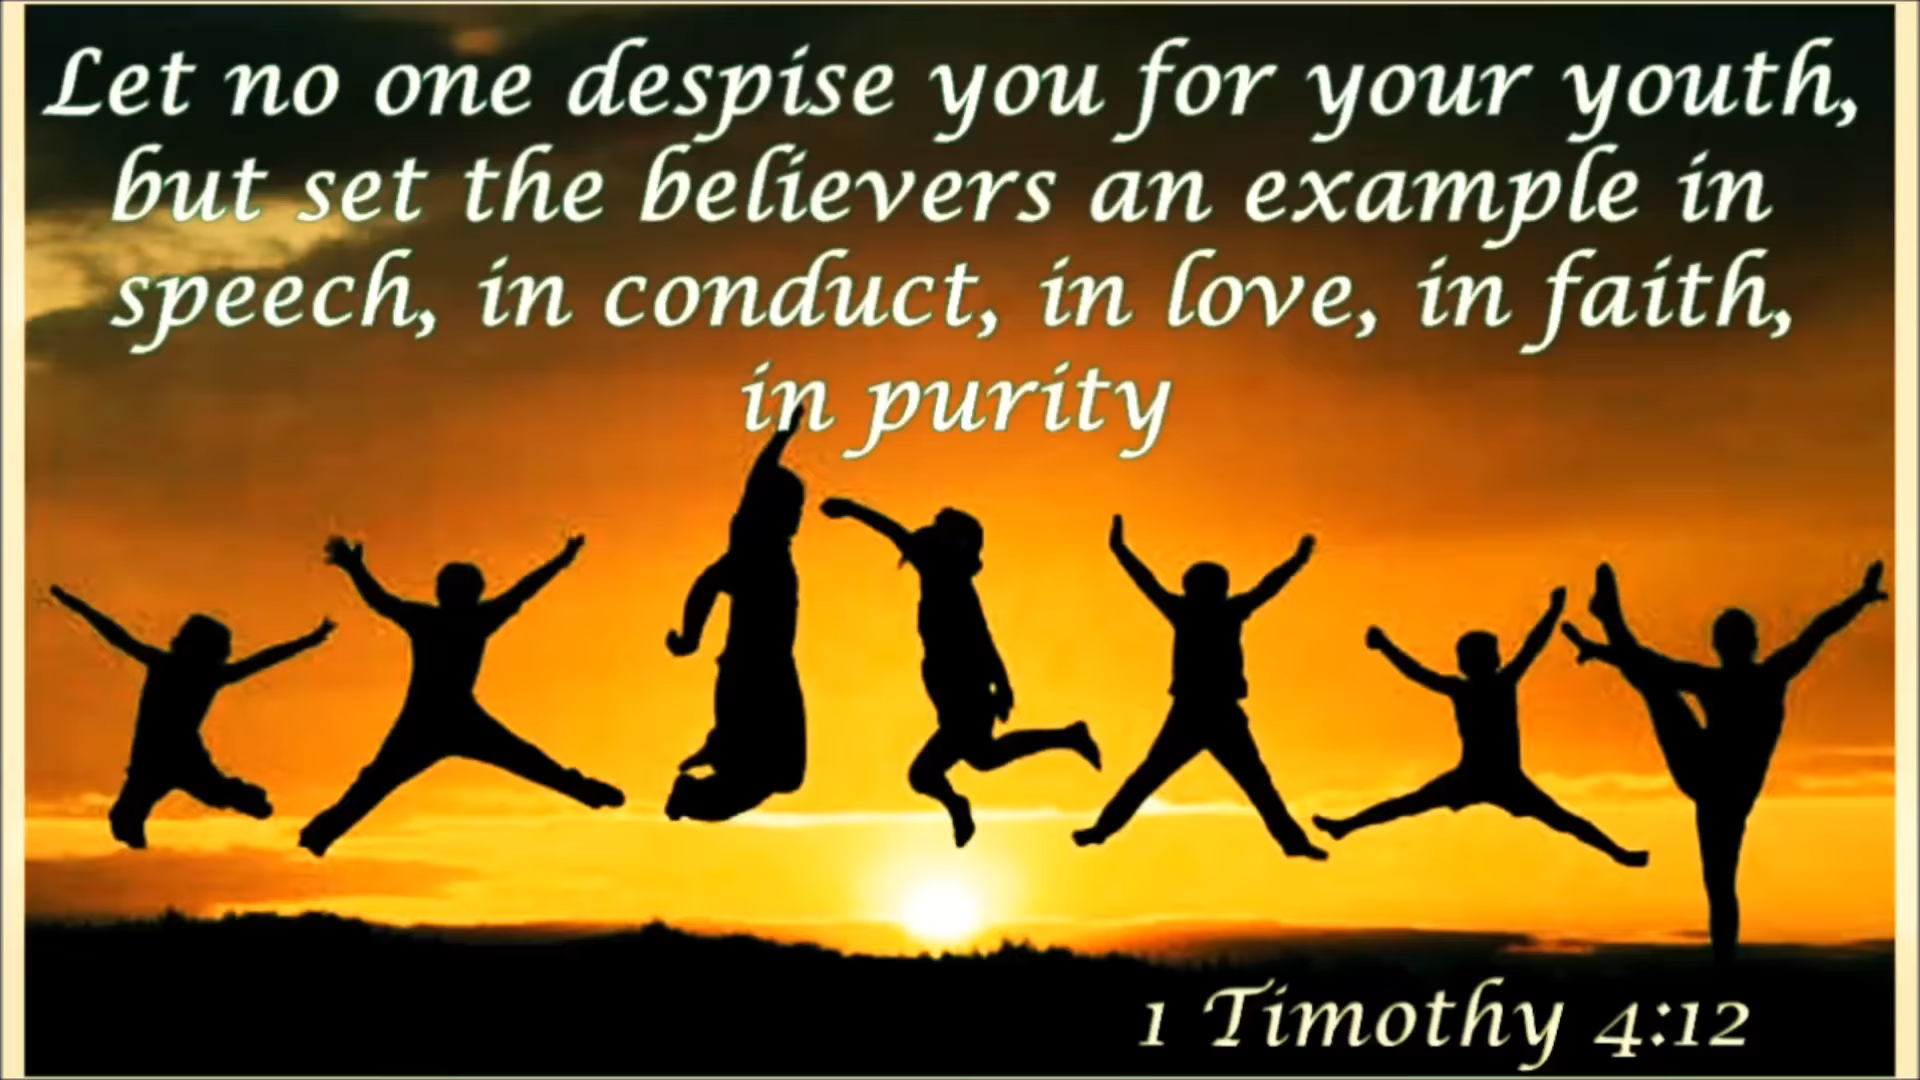 Let no one despise you for your youth,
but set the believers an example in
speech, in conduct, in love, in faith,
in purity
1 Timothy 4:12